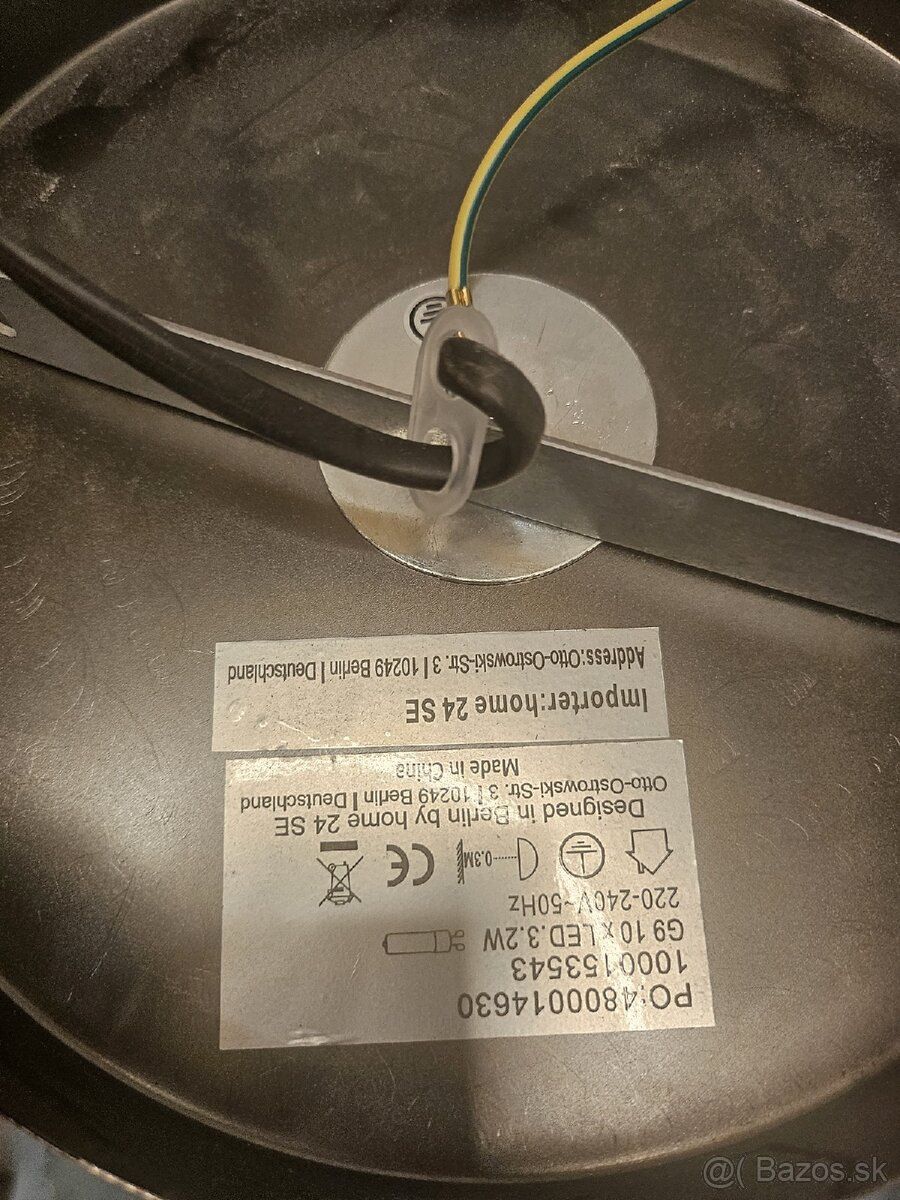 PO:4800014630
1000153543
G9 10 x LED.3.2W
220-240V~50Hz
0.3M
CE
Designed in Berlin by home 24 SE
Otto-Ostrowski-Str. 3 | 10249 Berlin | Deutschland
Made in China
Importer:home 24 SE
Address:Otto-Ostrowski-Str. 3 | 10249 Berlin | Deutschland
@( Bazos.sk